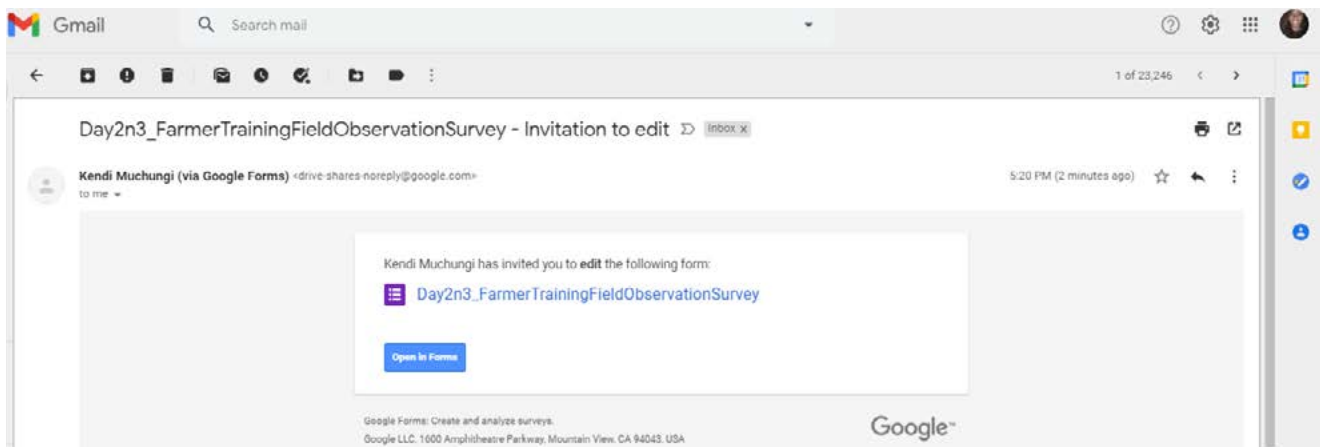 Gmail
Search mail
1 of 23,246
Day2n3_FarmerTrainingFieldObservationSurvey - Invitation to edit
Inbox x
Kendi Muchungi (via Google Forms) <drive-shares-noreply@google.com>
5:20 PM (2 minutes ago)
to me
Kendi Muchungi has invited you to edit the following form:
Day2n3_FarmerTrainingFieldObservationSurvey
Open in Forms
Google Forms: Create and analyze surveys.
Google LLC. 1600 Amphitheatre Parkway, Mountain View, CA 94043. USA
Google